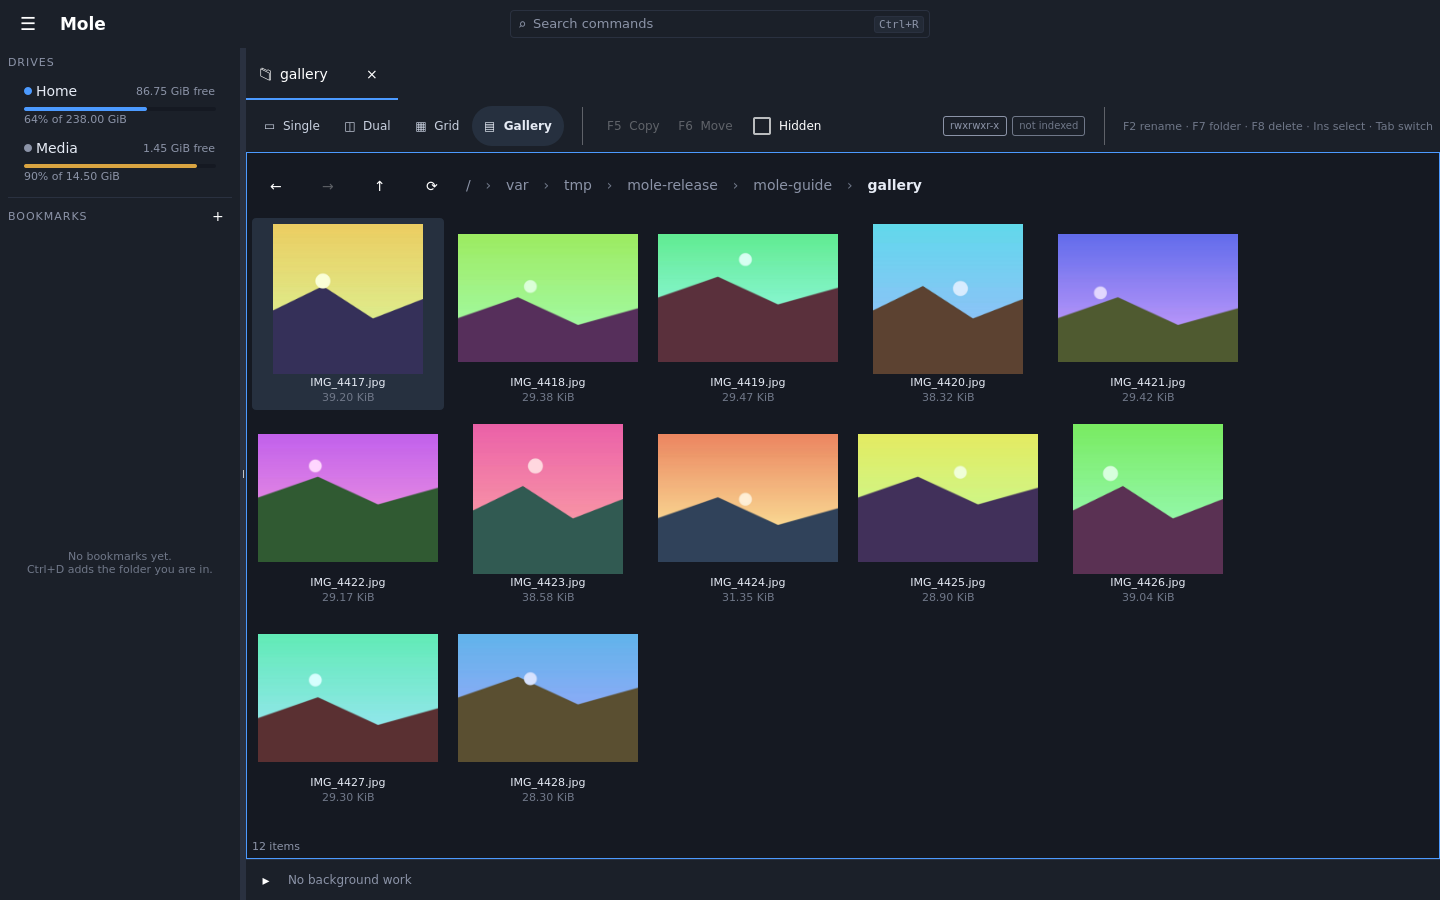 ☰ Mole
Search commands Ctrl+R
DRIVES
Home 86.75 GiB free
64% of 238.00 GiB
Media 1.45 GiB free
90% of 14.50 GiB
BOOKMARKS +
No bookmarks yet.
Ctrl+D adds the folder you are in.
gallery ×
Single Dual Grid Gallery F5 Copy F6 Move Hidden rwxrwxr-x not indexed F2 rename · F7 folder · F8 delete · Ins select · Tab switch
← → ↑ ⟳ / › var › tmp › mole-release › mole-guide › gallery
IMG_4417.jpg IMG_4418.jpg IMG_4419.jpg IMG_4420.jpg IMG_4421.jpg
39.20 KiB 29.38 KiB 29.47 KiB 38.32 KiB 29.42 KiB
IMG_4422.jpg IMG_4423.jpg IMG_4424.jpg IMG_4425.jpg IMG_4426.jpg
29.17 KiB 38.58 KiB 31.35 KiB 28.90 KiB 39.04 KiB
IMG_4427.jpg IMG_4428.jpg
29.30 KiB 28.30 KiB
12 items
▸ No background work